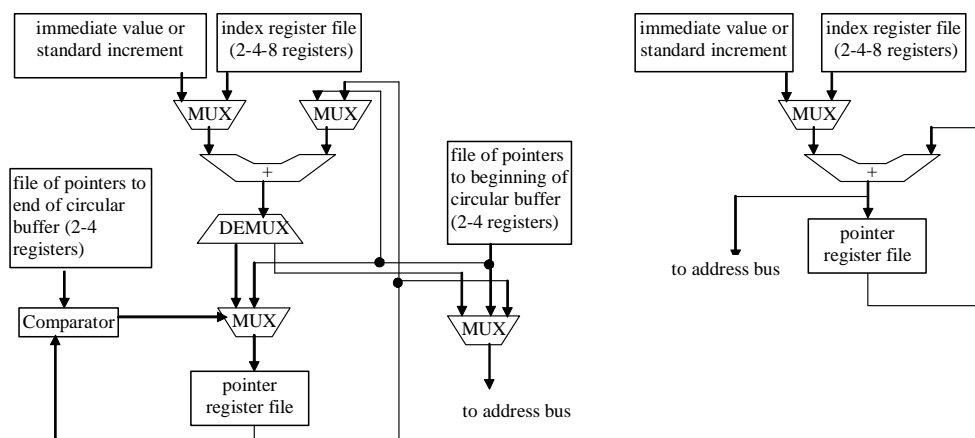 immediate value or
standard increment
index register file
(2-4-8 registers)
MUX
MUX
+
file of pointers to
end of circular
buffer (2-4
registers)
DEMUX
file of pointers
to beginning of
circular buffer
(2-4 registers)
Comparator
MUX
MUX
pointer
register file
to address bus
immediate value or
standard increment
index register file
(2-4-8 registers)
MUX
+
to address bus
pointer
register file